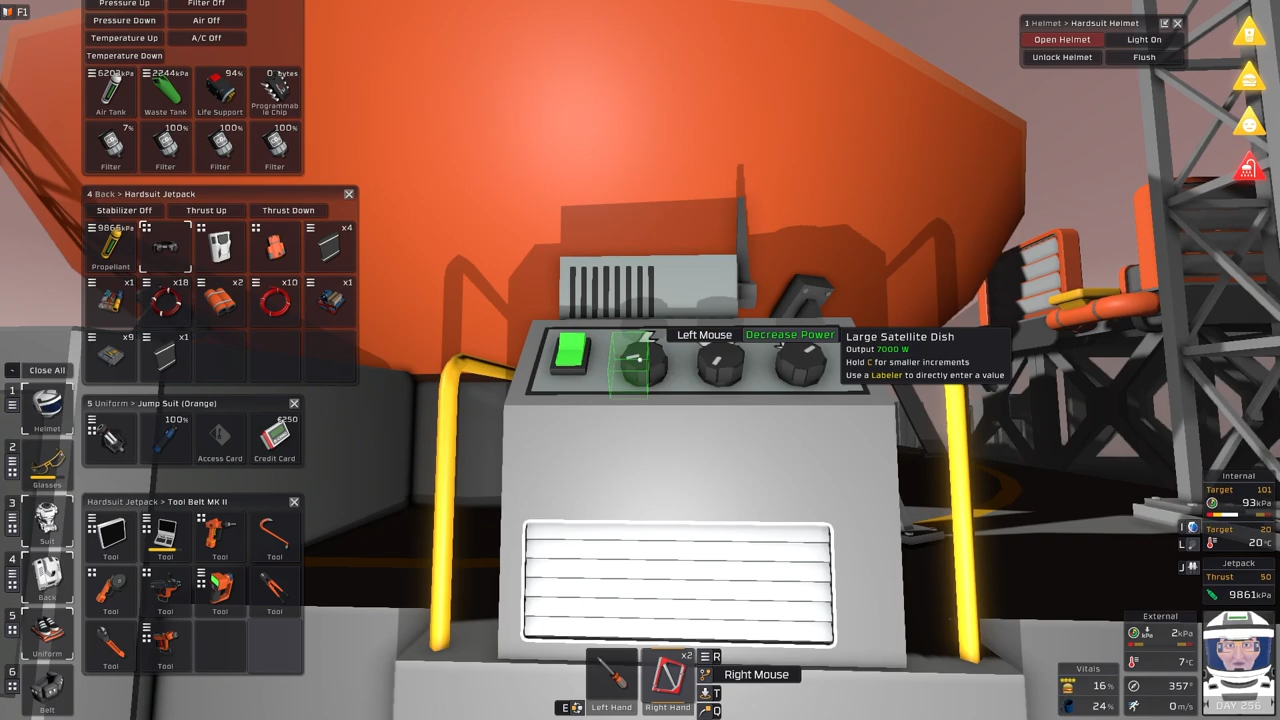 F1
Pressure Up Filter Off
Pressure Down Air Off
Temperature Up A/C Off
Temperature Down
2244kPa 94%
Air Tank Waste Tank Life Support Programmable Chip
7% 100% 100% 100%
Filter Filter Filter Filter
4 Back > Hardsuit Jetpack
Stabilizer Off Thrust Up Thrust Down
x4
Propellant
x1 x18 x2 x10 x1
x9 x1
5 Uniform > Jump Suit (Orange)
100% €250
Access Card Credit Card
Hardsuit Jetpack > Tool Belt MK II
Tool Tool Tool Tool
Tool Tool Tool Tool
Tool Tool
- Close All
1 Helmet
2 Glasses
3 Suit
4 Back
5 Uniform
6 Belt
1 Helmet > Hardsuit Helmet
Open Helmet Light On
Unlock Helmet Flush
Left Mouse Decrease Power
Large Satellite Dish
Output 7000 W
Hold C for smaller increments
Use a Labeler to directly enter a value
x2 R
Right Mouse
T
E Left Hand Right Hand Q
Internal
Target 101
93kPa
Target 20
20°C
Jetpack
Thrust 50
9861kPa
External
2kPa
7°C
357°
0m/s
Vitals
16%
24%
DAY 256